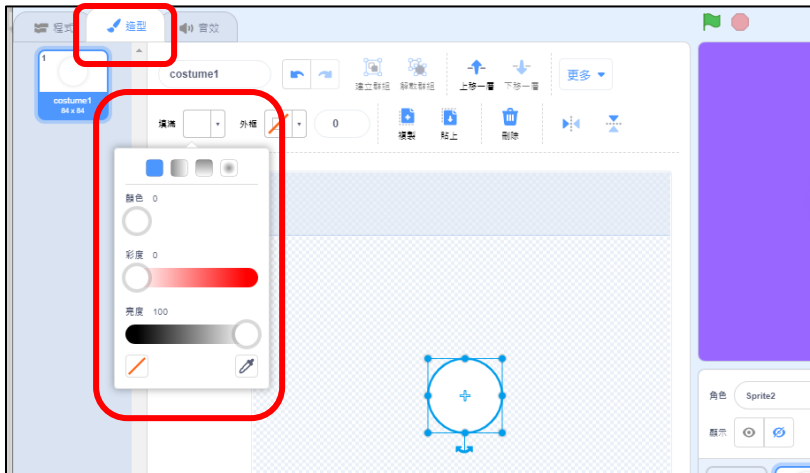 程式 造型 音效
1
costume1
84 x 84
costume1
建立群組 解散群組 上移一層 下移一層 更多
填滿 外框 0
複製 貼上 刪除
顏色 0
彩度 0
亮度 100
角色 Sprite2
顯示